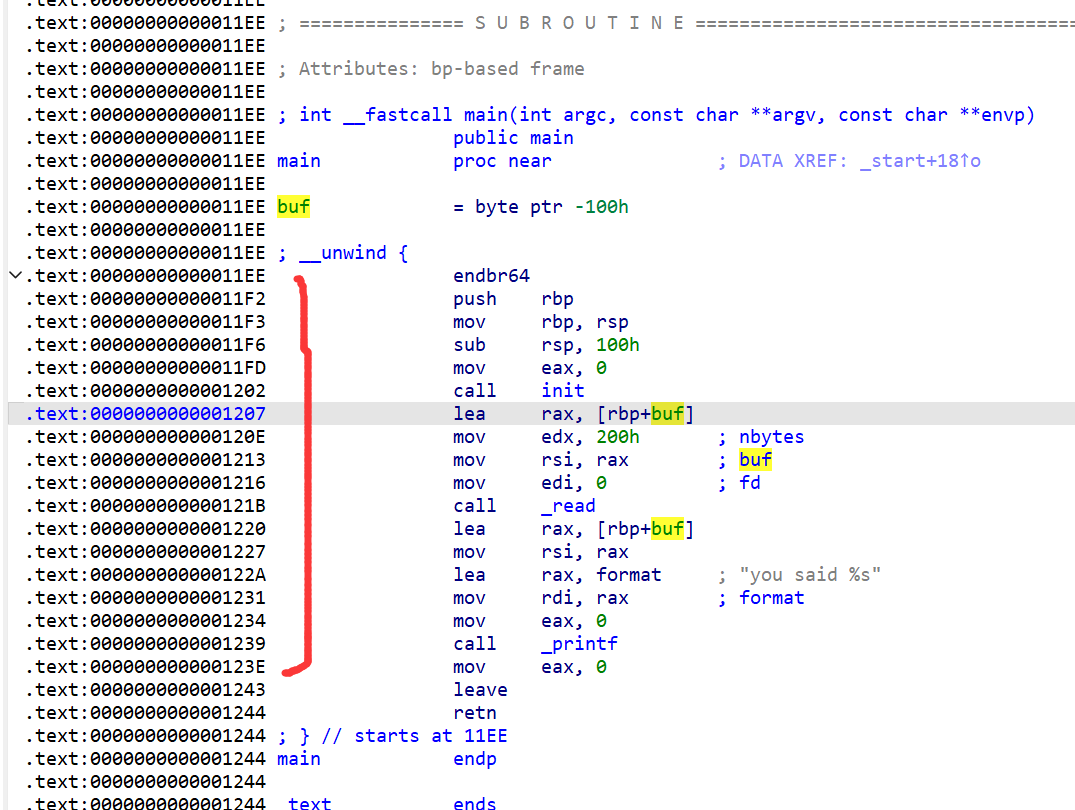 .text:00000000000011EE
.text:00000000000011EE ; =============== S U B R O U T I N E ===================================
.text:00000000000011EE
.text:00000000000011EE ; Attributes: bp-based frame
.text:00000000000011EE
.text:00000000000011EE ; int __fastcall main(int argc, const char **argv, const char **envp)
.text:00000000000011EE public main
.text:00000000000011EE main proc near ; DATA XREF: _start+18↑o
.text:00000000000011EE
.text:00000000000011EE buf = byte ptr -100h
.text:00000000000011EE
.text:00000000000011EE ; __unwind {
.text:00000000000011EE endbr64
.text:00000000000011F2 push rbp
.text:00000000000011F3 mov rbp, rsp
.text:00000000000011F6 sub rsp, 100h
.text:00000000000011FD mov eax, 0
.text:0000000000001202 call init
.text:0000000000001207 lea rax, [rbp+buf]
.text:000000000000120E mov edx, 200h ; nbytes
.text:0000000000001213 mov rsi, rax ; buf
.text:0000000000001216 mov edi, 0 ; fd
.text:000000000000121B call _read
.text:0000000000001220 lea rax, [rbp+buf]
.text:0000000000001227 mov rsi, rax
.text:000000000000122A lea rax, format ; "you said %s"
.text:0000000000001231 mov rdi, rax ; format
.text:0000000000001234 mov eax, 0
.text:0000000000001239 call _printf
.text:000000000000123E mov eax, 0
.text:0000000000001243 leave
.text:0000000000001244 retn
.text:0000000000001244 ; } // starts at 11EE
.text:0000000000001244 main endp
.text:0000000000001244
.text:0000000000001244 _text ends